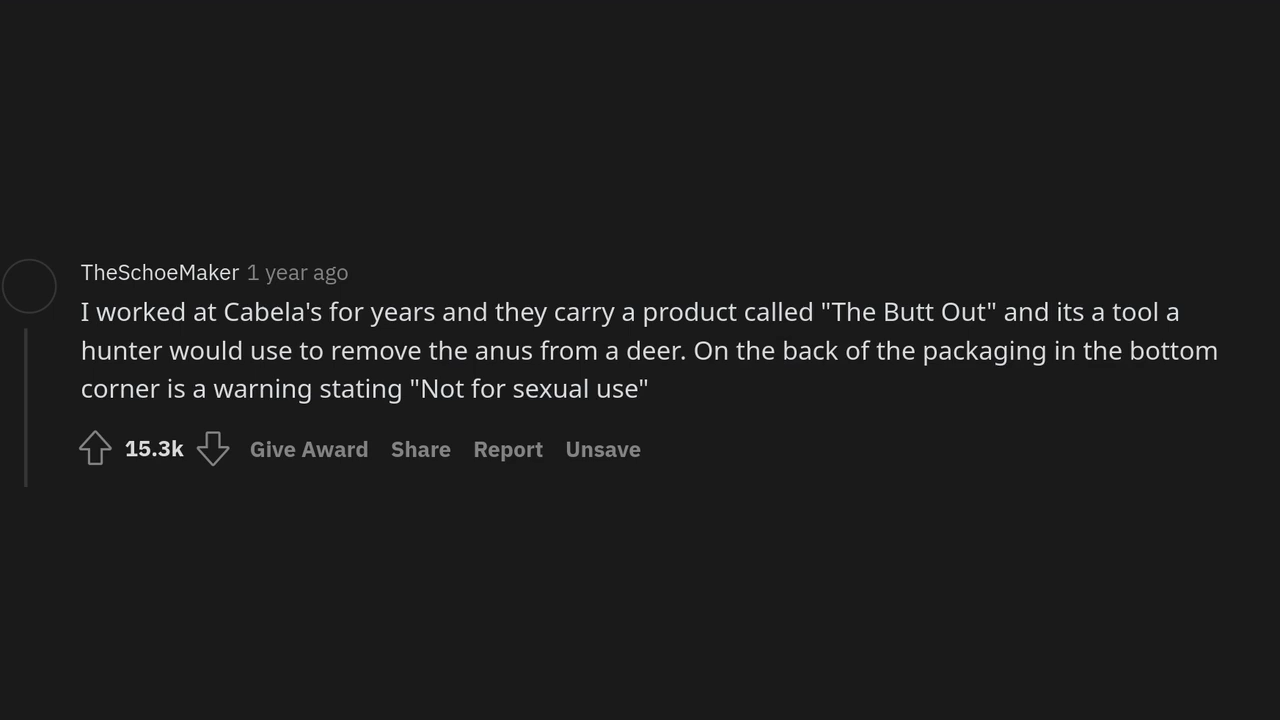 TheSchoeMaker 1 year ago
I worked at Cabela's for years and they carry a product called "The Butt Out" and its a tool a
hunter would use to remove the anus from a deer. On the back of the packaging in the bottom
corner is a warning stating "Not for sexual use"
15.3k Give Award Share Report Unsave